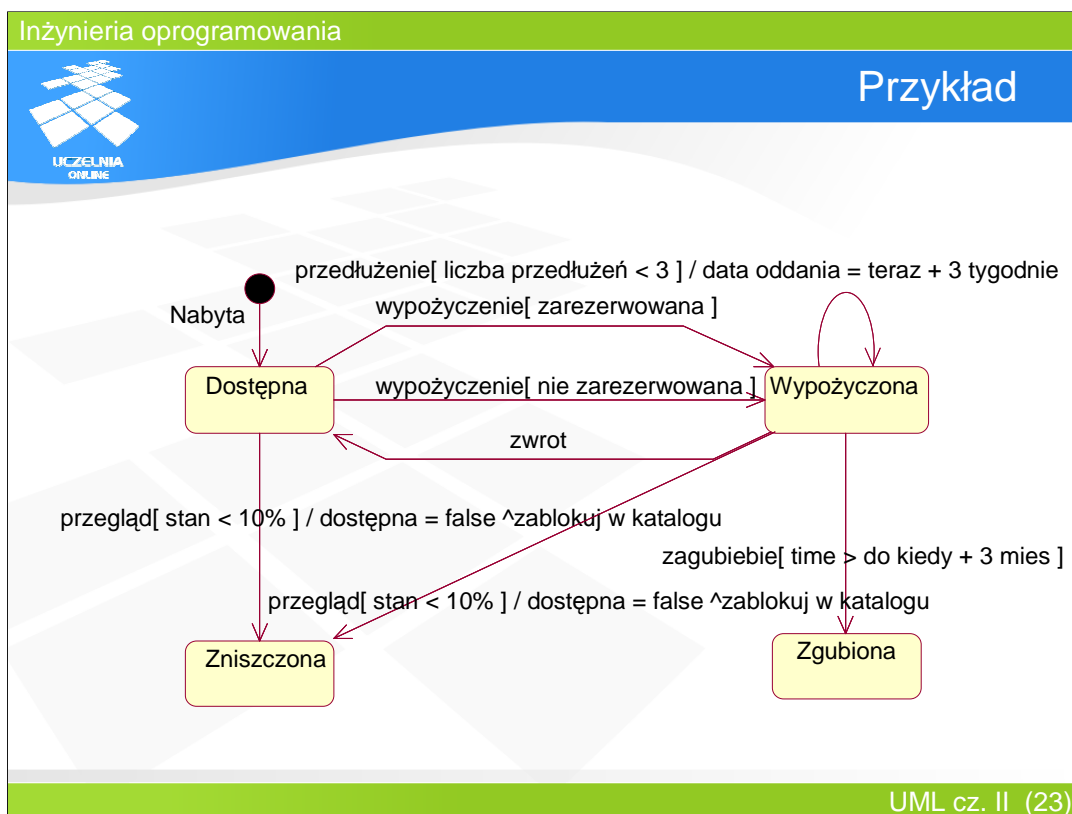 Inżynieria oprogramowania
Przykład
UCZELNIA
ONLINE
przedłużenie[ liczba przedłużeń < 3 ] / data oddania = teraz + 3 tygodnie
Nabyta
wypożyczenie[ zarezerwowana ]
Dostępna
wypożyczenie[ nie zarezerwowana ]
Wypożyczona
zwrot
przegląd[ stan < 10% ] / dostępna = false ^zablokuj w katalogu
zagubiebie[ time > do kiedy + 3 mies ]
przegląd[ stan < 10% ] / dostępna = false ^zablokuj w katalogu
Zniszczona
Zgubiona
UML cz. II (23)